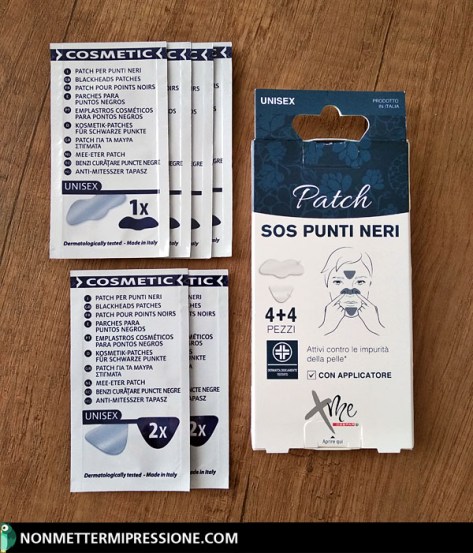 COSMETIC
PATCH PER PUNTI NERI
BLACKHEADS PATCHES
PATCH POUR POINTS NOIRS
PARCHES PARA
PUNTOS NEGROS
EMPLASTROS COSMÉTICOS
PARA PONTOS NEGROS
KOSMETIK-PATCHES
FÜR SCHWARZE PUNKTE
PATCH ΓΙΑ ΤΑ ΜΑΥΡΑ
ΣΤΙΓΜΑΤΑ
MEE-ETER PATCH
BENZI CURĂŢARE PUNCTE NEGRE
ANTI-MITESSZER TAPASZ
UNISEX
1x
Dermatologically tested - Made in Italy
COSMETIC
PATCH PER PUNTI NERI
BLACKHEADS PATCHES
PATCH POUR POINTS NOIRS
PARCHES PARA
PUNTOS NEGROS
EMPLASTROS COSMÉTICOS
PARA PONTOS NEGROS
KOSMETIK-PATCHES
FÜR SCHWARZE PUNKTE
PATCH ΓΙΑ ΤΑ ΜΑΥΡΑ
ΣΤΙΓΜΑΤΑ
MEE-ETER PATCH
BENZI CURĂŢARE PUNCTE NEGRE
ANTI-MITESSZER TAPASZ
UNISEX
2x
2x
Dermatologically tested - Made in Italy
UNISEX
PRODOTTO
IN ITALIA
Patch
SOS PUNTI NERI
4+4
PEZZI
DERMATOLOGICAMENTE
TESTATO
Attivi contro le impurità
della pelle*
CON APPLICATORE
Xme
Aprire qui
NONMETTERMIPRESSIONE.COM